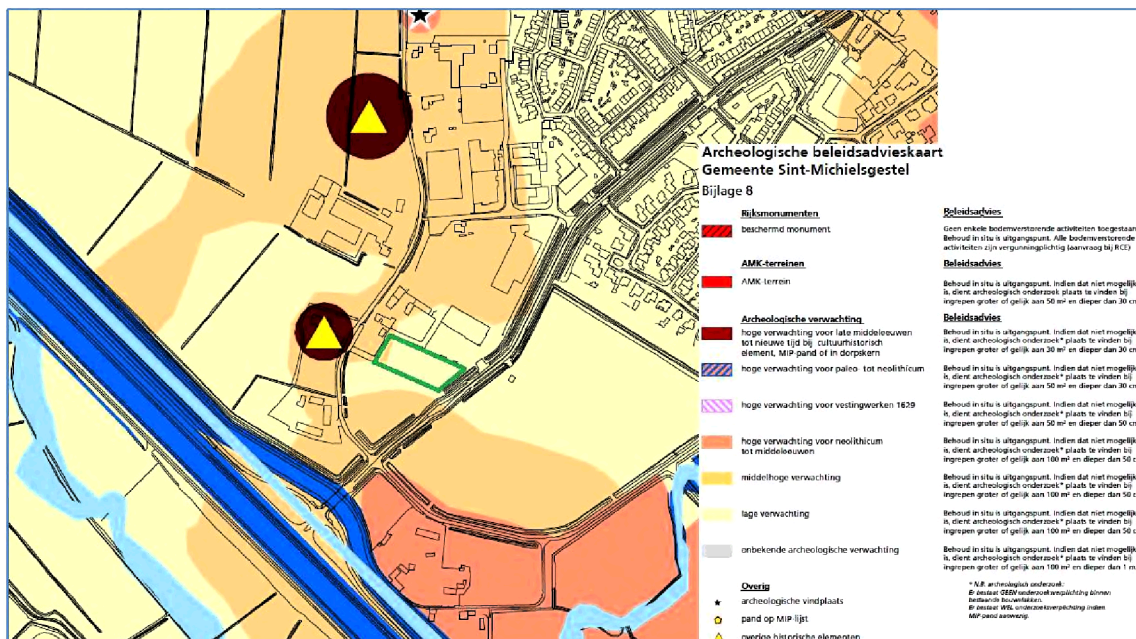 Archeologische beleidsadvieskaart
Gemeente Sint-Michielsgestel
Bijlage 8
Rijksmonumenten
Beleidsadvies
beschermd monument
Geen enkele bodemverstorende activiteiten toegestaan
Behoud in situ is uitgangspunt. Alle bodemverstorende
activiteiten zijn vergunningplichtig (aanvraag bij RCE)
AMK-terreinen
Beleidsadvies
AMK-terrein
Behoud in situ is uitgangspunt. Indien dat niet mogelijk
is, dient archeologisch onderzoek plaats te vinden bij
ingrepen groter of gelijk aan 50 m² en dieper dan 30 cm
Archeologische verwachting
Beleidsadvies
hoge verwachting voor late middeleeuwen
tot nieuwe tijd bij cultuurhistorisch
element, MIP-pand of in dorpskern
Behoud in situ is uitgangspunt. Indien dat niet mogelijk
is, dient archeologisch onderzoek* plaats te vinden bij
ingrepen groter of gelijk aan 30 m² en dieper dan 30 cm
hoge verwachting voor paleo- tot neolithicum
Behoud in situ is uitgangspunt. Indien dat niet mogelijk
is, dient archeologisch onderzoek* plaats te vinden bij
ingrepen groter of gelijk aan 50 m² en dieper dan 30 cm
hoge verwachting voor vestingwerken 1629
Behoud in situ is uitgangspunt. Indien dat niet mogelijk
is, dient archeologisch onderzoek* plaats te vinden bij
ingrepen groter of gelijk aan 50 m² en dieper dan 50 c
hoge verwachting voor neolithicum
tot middeleeuwen
Behoud in situ is uitgangspunt. Indien dat niet mogelijk
is, dient archeologisch onderzoek* plaats te vinden bij
ingrepen groter of gelijk aan 100 m² en dieper dan 50 c
middelhoge verwachting
Behoud in situ is uitgangspunt. Indien dat niet mogelijk
is, dient archeologisch onderzoek* plaats te vinden bij
ingrepen groter of gelijk aan 100 m² en dieper dan 50 c
lage verwachting
Behoud in situ is uitgangspunt. Indien dat niet mogelijk
is, dient archeologisch onderzoek* plaats te vinden bij
ingrepen groter of gelijk aan 100 m² en dieper dan 50 c
onbekende archeologische verwachting
Behoud in situ is uitgangspunt. Indien dat niet mogelijk
is, dient archeologisch onderzoek* plaats te vinden bij
ingrepen groter of gelijk aan 100 m² en dieper dan 1 m
Overig
* N.B. archeologisch onderzoek:
Er bestaat GEEN onderzoeksverplichting binnen
bestaande bouwvlakken.
Er bestaat WEL onderzoeksverplichting indien
MIP-pand aanwezig.
archeologische vindplaats
pand op MIP-lijst
overige historische elementen